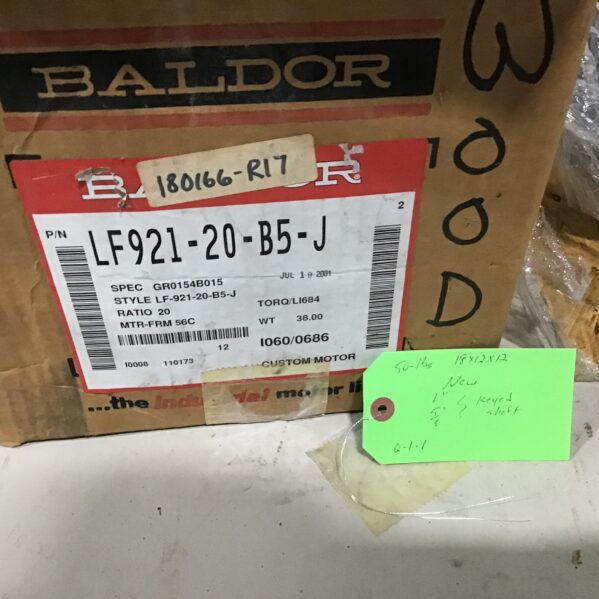 BALDOR
300D
180166-R17
BALDOR
P/N
2
LF921-20-B5-J
SPEC GR0154B015
JUL 19 2001
STYLE LF-921-20-B5-J
TORQ/LI684
RATIO 20
WT 38.00
MTR-FRM 56C
12
I060/0686
I0008 110173
CUSTOM MOTOR
...the industrial motor
50-lbs 18x12x12
New
1" } Keyed
5/8" shaft
Q-1-1